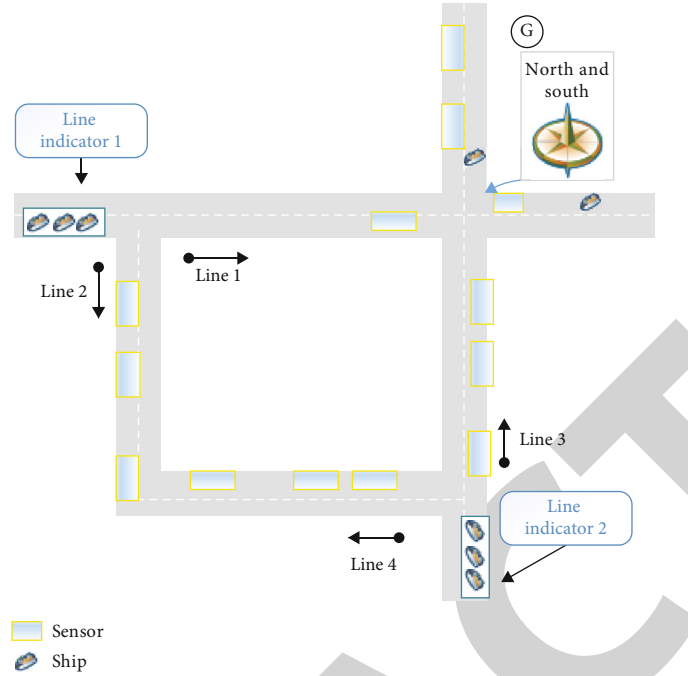 G
North and
south
Line
indicator 1
Line 1
Line 2
Line 3
Line
indicator 2
Line 4
Sensor
Ship